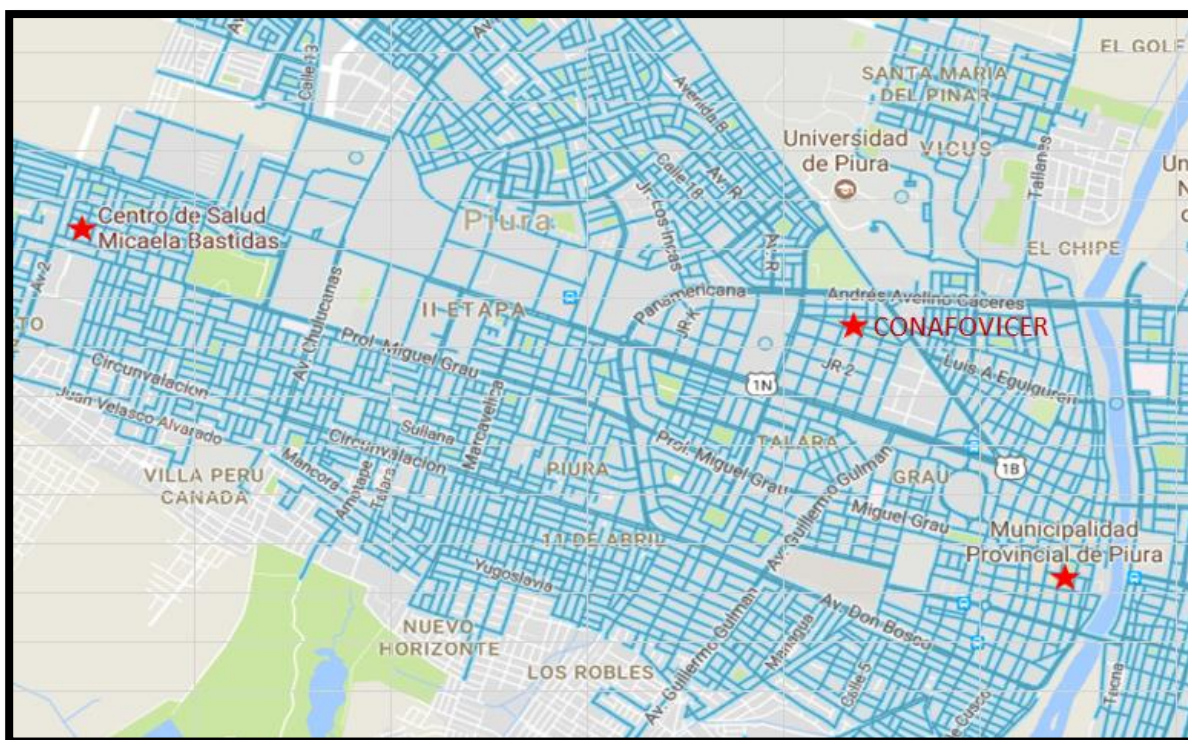 Calle 13
EL GOLF
SANTA MARIA
DEL PINAR
Avenida B
Universidad
de Piura
VICUS
Tallanes
Calle 18
Av. R
Jr. Los Incas
Centro de Salud
Micaela Bastidas
Piura
Av. R
EL CHIPE
Av 2
Av. Chulucanas
II ETAPA
Panamericana
Andrés Avelino Cáceres
CONAFOVICER
JR-K
Prol. Miguel Grau
JR-2
Luis A Eguiguren
1N
Circunvalacion
Juan Velasco Alvarado
Sullana
Marcavelica
Circunvalacion
Mancora
Amotape
Talara
VILLA PERU
CANADÁ
PIURA
Prol. Miguel Grau
TALARA
GRAU
1B
Av. Guillermo Gulman
Miguel Grau
Municipalidad
Provincial de Piura
11 DE ABRIL
Yugoslavia
Av. Don Bosco
NUEVO
HORIZONTE
LOS ROBLES
Av. Guillermo Gulman
Managua
Calle 5
Cusco
Tacna